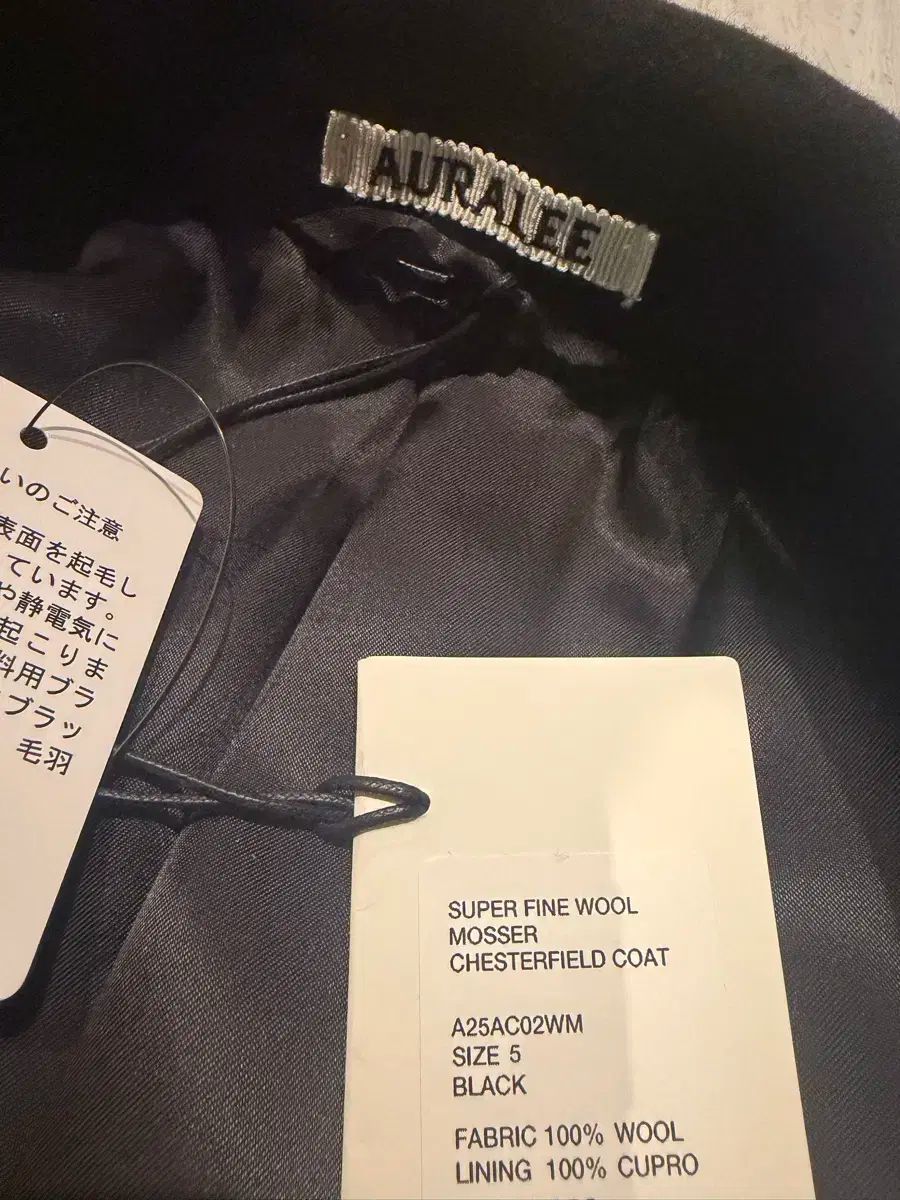 AURALEE
いのご注意
表面を起毛し
ています。
や静電気に
起こりま
料用ブラ
ブラッ
毛羽
SUPER FINE WOOL
MOSSER
CHESTERFIELD COAT
A25AC02WM
SIZE 5
BLACK
FABRIC 100% WOOL
LINING 100% CUPRO